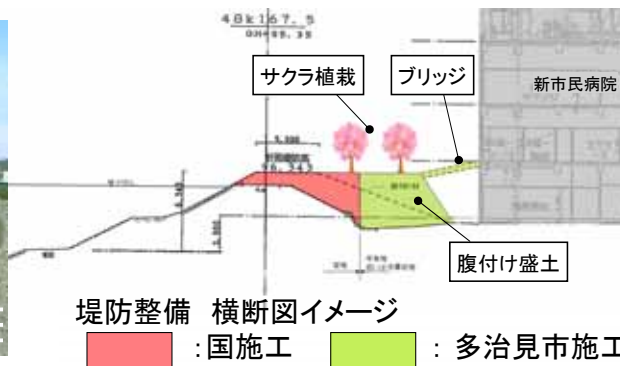 48k167.5
サクラ植栽
ブリッジ
新市民病院
腹付け盛土
堤防整備 横断図イメージ
:国施工
: 多治見市施工